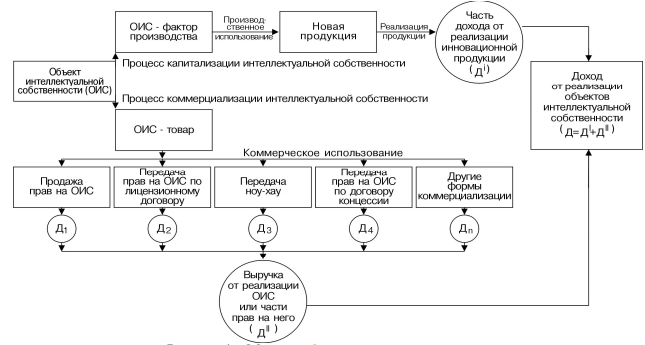 ОИС - фактор
производства
Производ-
ственное
использование
Новая
продукция
Реализация
продукции
Часть
дохода от
реализации
инновационной
продукции
( Дⁱ)
Объект
интеллектуальной
собственности (ОИС)
Процесс капитализации интеллектуальной собственности
Процесс коммерциализации интеллектуальной собственности
Доход
от реализации
объектов
интеллектуальной
собственности
( Д=Д^I+Д^II )
ОИС - товар
Коммерческое использование
Продажа
прав на ОИС
Передача
прав на ОИС по
лицензионному
договору
Передача
ноу-хау
Передача
прав на ОИС
по договору
концессии
Другие
формы
коммерциализации
Д1
Д2
Д3
Д4
Дn
Выручка
от реализации
ОИС
или части
прав на него
( Д^II )